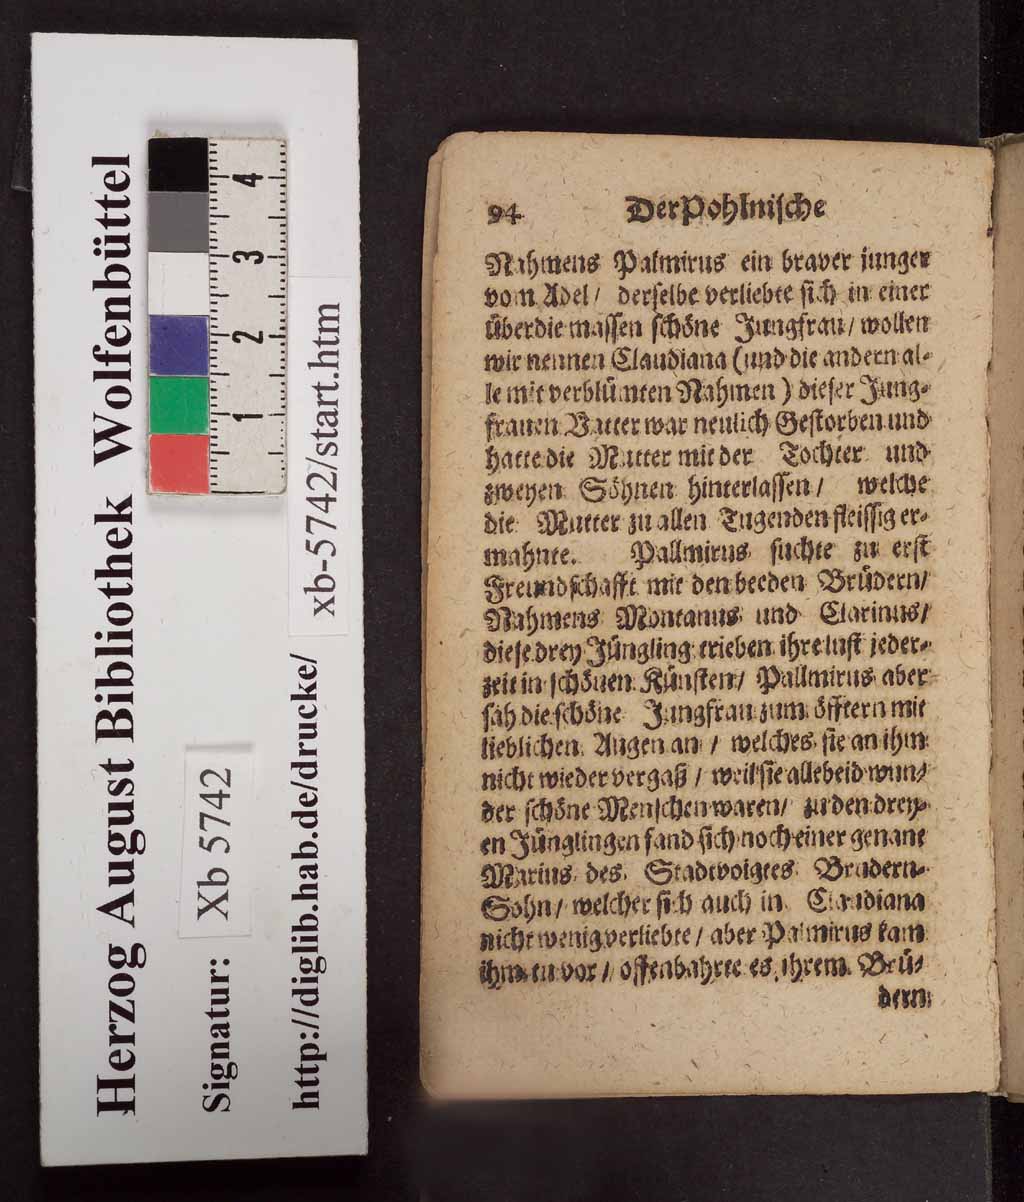 Herzog August Bibliothek Wolfenbüttel
Signatur: Xb 5742
http://diglib.hab.de/drucke/ xb-5742/start.htm
1 2 3 4
94 DerPohlnische
Nahmens Palmirus ein braver junger
vom Adel / derselbe verliebte sich in einer
überdie massen schöne Jungfrau / wollen
wir nennen Claudiana (und die andern al-
le mit verblümten Nahmen ) dieser Jung-
frauen Vatter war neulich Gestorben und
hatte die Mutter mit der Tochter und
zweyen Söhnen hinterlassen / welche
die Mutter zu allen Tugenden fleissig er-
mahnte. Pallmirus suchte zu erst
Freundschafft mit den beeden Brüdern /
Nahmens Montanus und Clarinus /
diese drey Jüngling trieben ihre lust jeder-
zeit in schönen Künsten / Pallmirus aber
sah die schöne Jungfrau zum öfftern mit
lieblichen Augen an / welches sie an ihm
nicht wieder vergaß / weil sie allebeid wun-
der schöne Menschen waren / zu den drey-
en Jünglingen fand sich noch einer genant
Marius des Stadtvoigtes Brudern-
Sohn / welcher sich auch in Claudiana
nicht wenig verliebte / aber Palmirus kam
ihm zuvor / offenbahrte es ihrem Brü-
dern